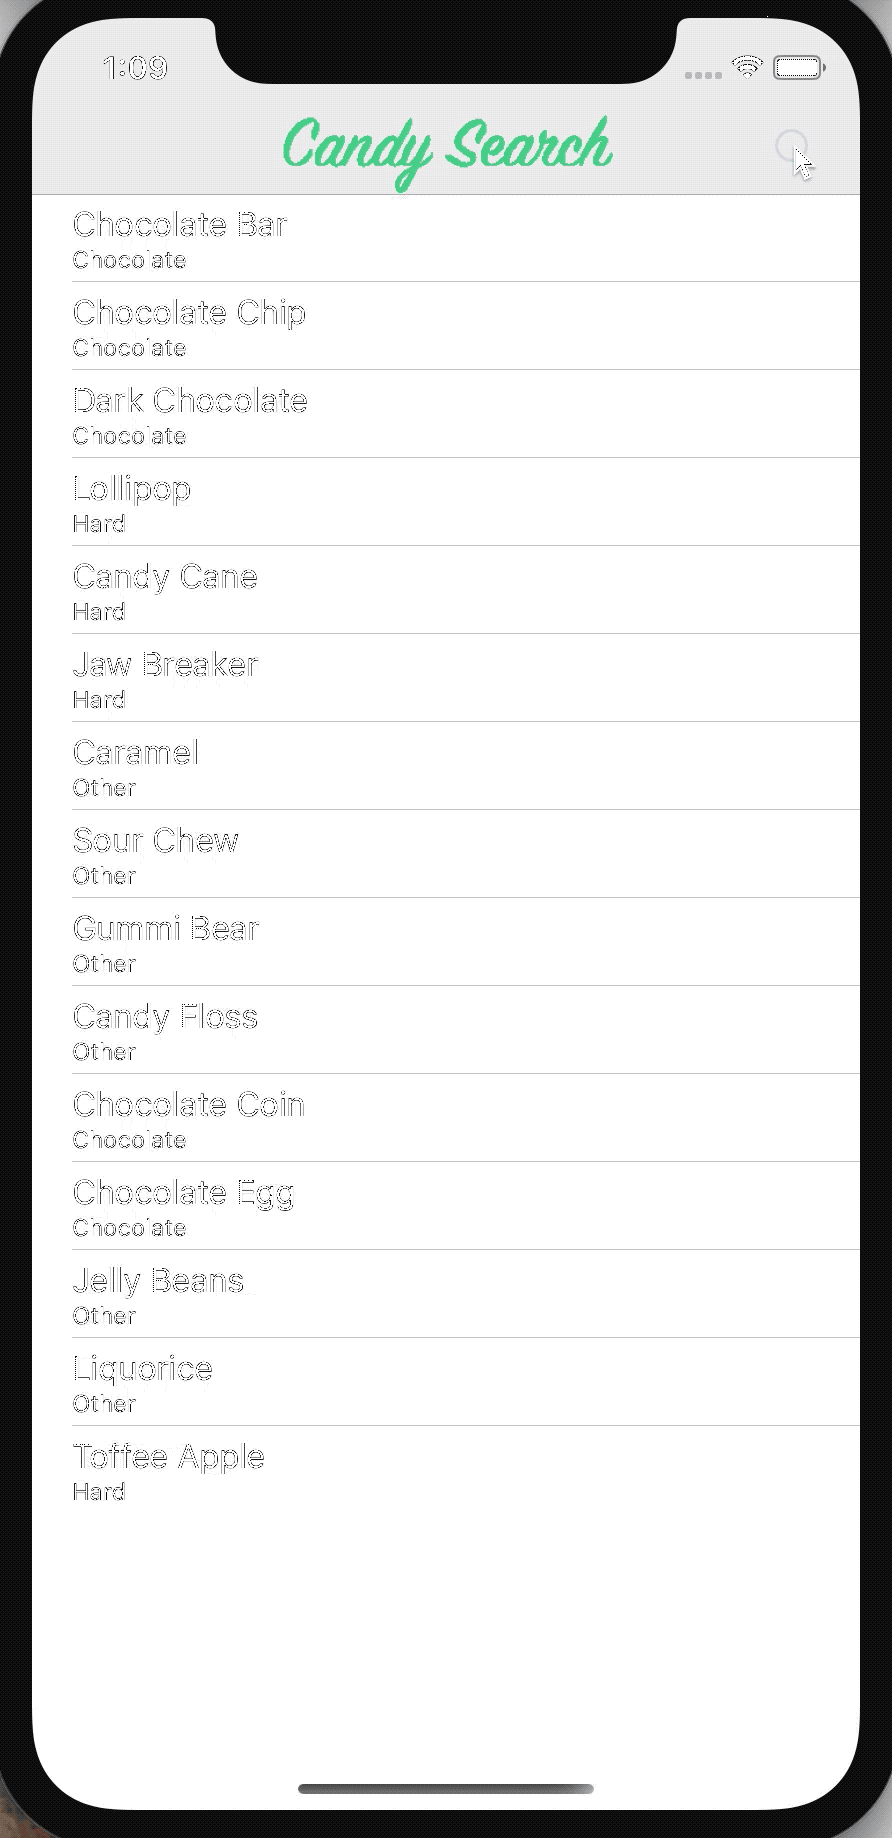 1:09
Candy Search
Chocolate Bar
Chocolate
Chocolate Chip
Chocolate
Dark Chocolate
Chocolate
Lollipop
Hard
Candy Cane
Hard
Jaw Breaker
Hard
Caramel
Other
Sour Chew
Other
Gummi Bear
Other
Candy Floss
Other
Chocolate Coin
Chocolate
Chocolate Egg
Chocolate
Jelly Beans
Other
Liquorice
Other
Toffee Apple
Hard